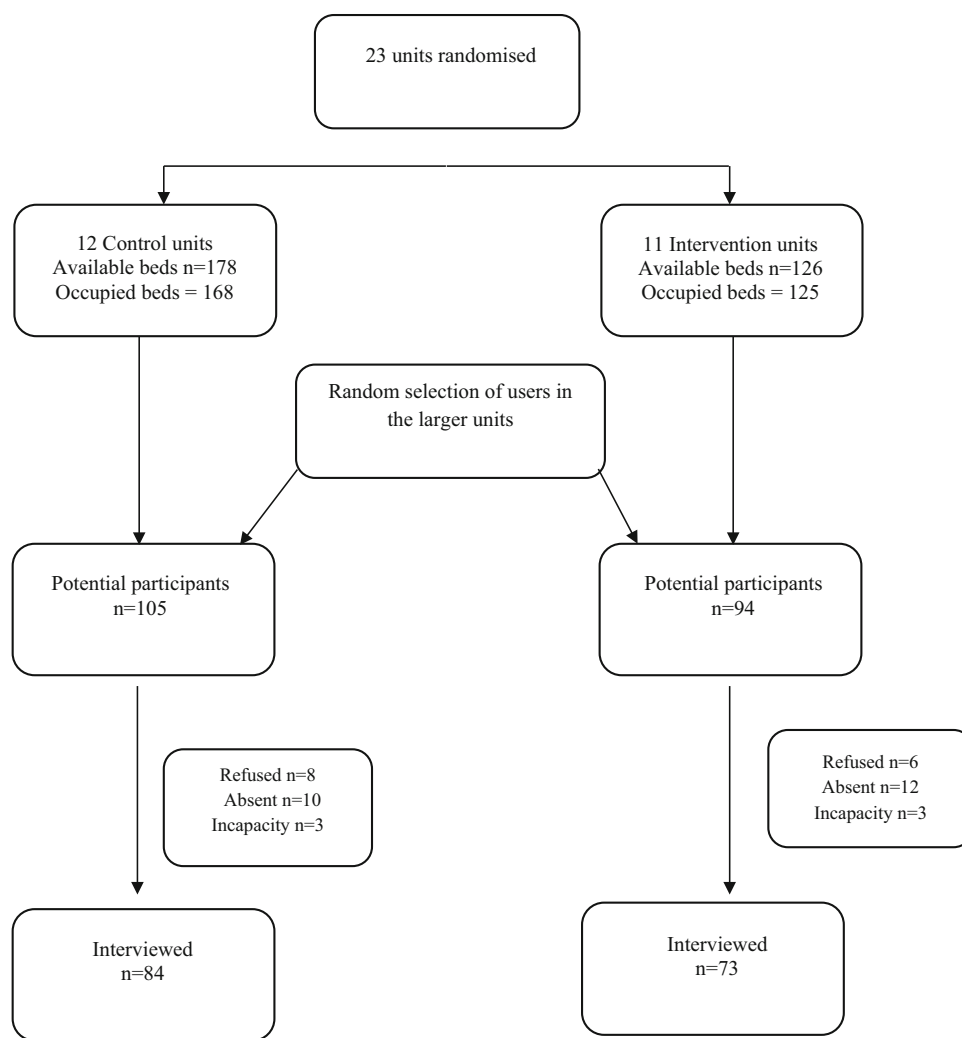 23 units randomised
12 Control units
Available beds n=178
Occupied beds = 168
11 Intervention units
Available beds n=126
Occupied beds = 125
Random selection of users in
the larger units
Potential participants
n=105
Potential participants
n=94
Refused n=8
Absent n=10
Incapacity n=3
Refused n=6
Absent n=12
Incapacity n=3
Interviewed
n=84
Interviewed
n=73